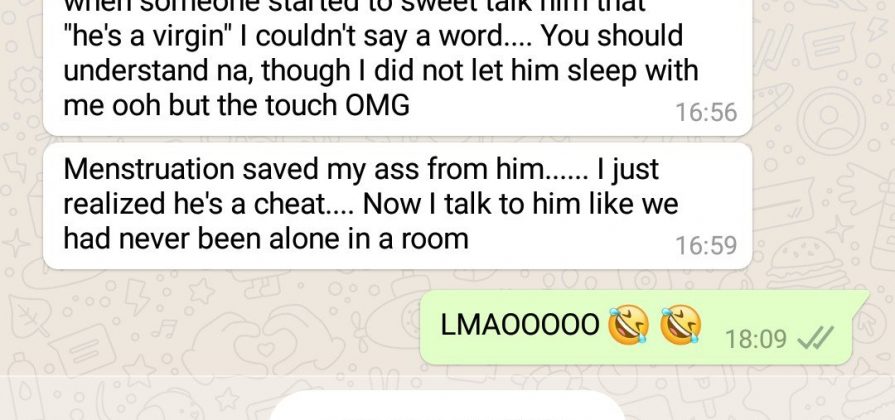 when someone started to sweet talk him that
"he's a virgin" I couldn't say a word.... You should
understand na, though I did not let him sleep with
me ooh but the touch OMG
16:56
Menstruation saved my ass from him...... I just
realized he's a cheat.... Now I talk to him like we
had never been alone in a room
16:59
LMAOOOOO 🤣 🤣
18:09